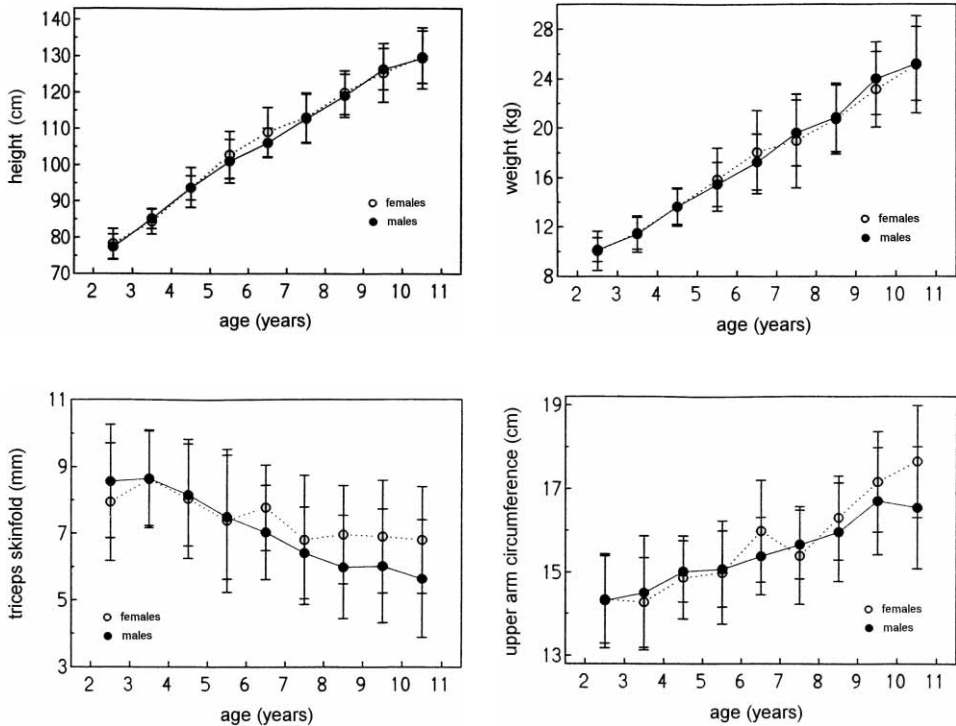 height (cm)
140
130
120
110
100
90
80
70
females
males
2 3 4 5 6 7 8 9 10 11
age (years)
weight (kg)
28
24
20
16
12
8
females
males
2 3 4 5 6 7 8 9 10 11
age (years)
triceps skinfold (mm)
11
9
7
5
3
females
males
2 3 4 5 6 7 8 9 10 11
age (years)
upper arm circumference (cm)
19
17
15
13
females
males
2 3 4 5 6 7 8 9 10 11
age (years)